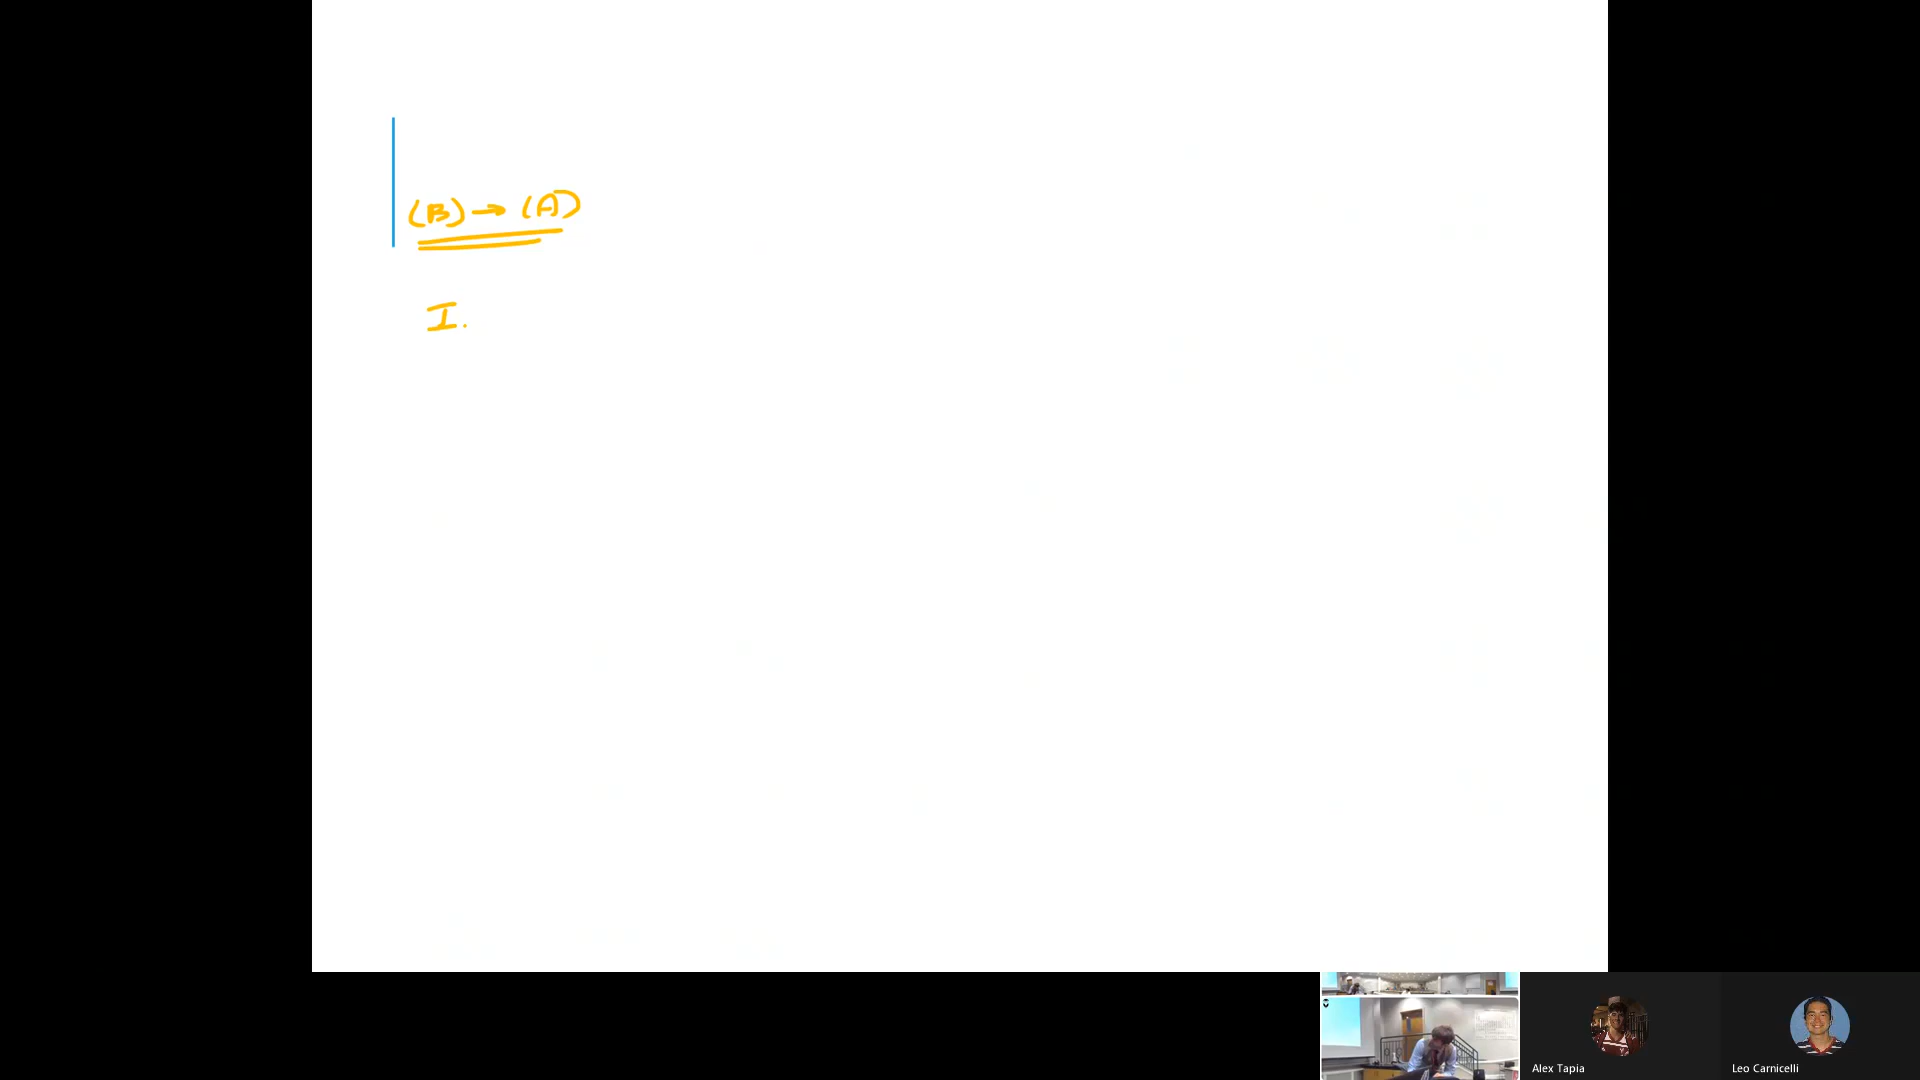 (B) → (A)
I.
Alex Tapia
Leo Carnicelli